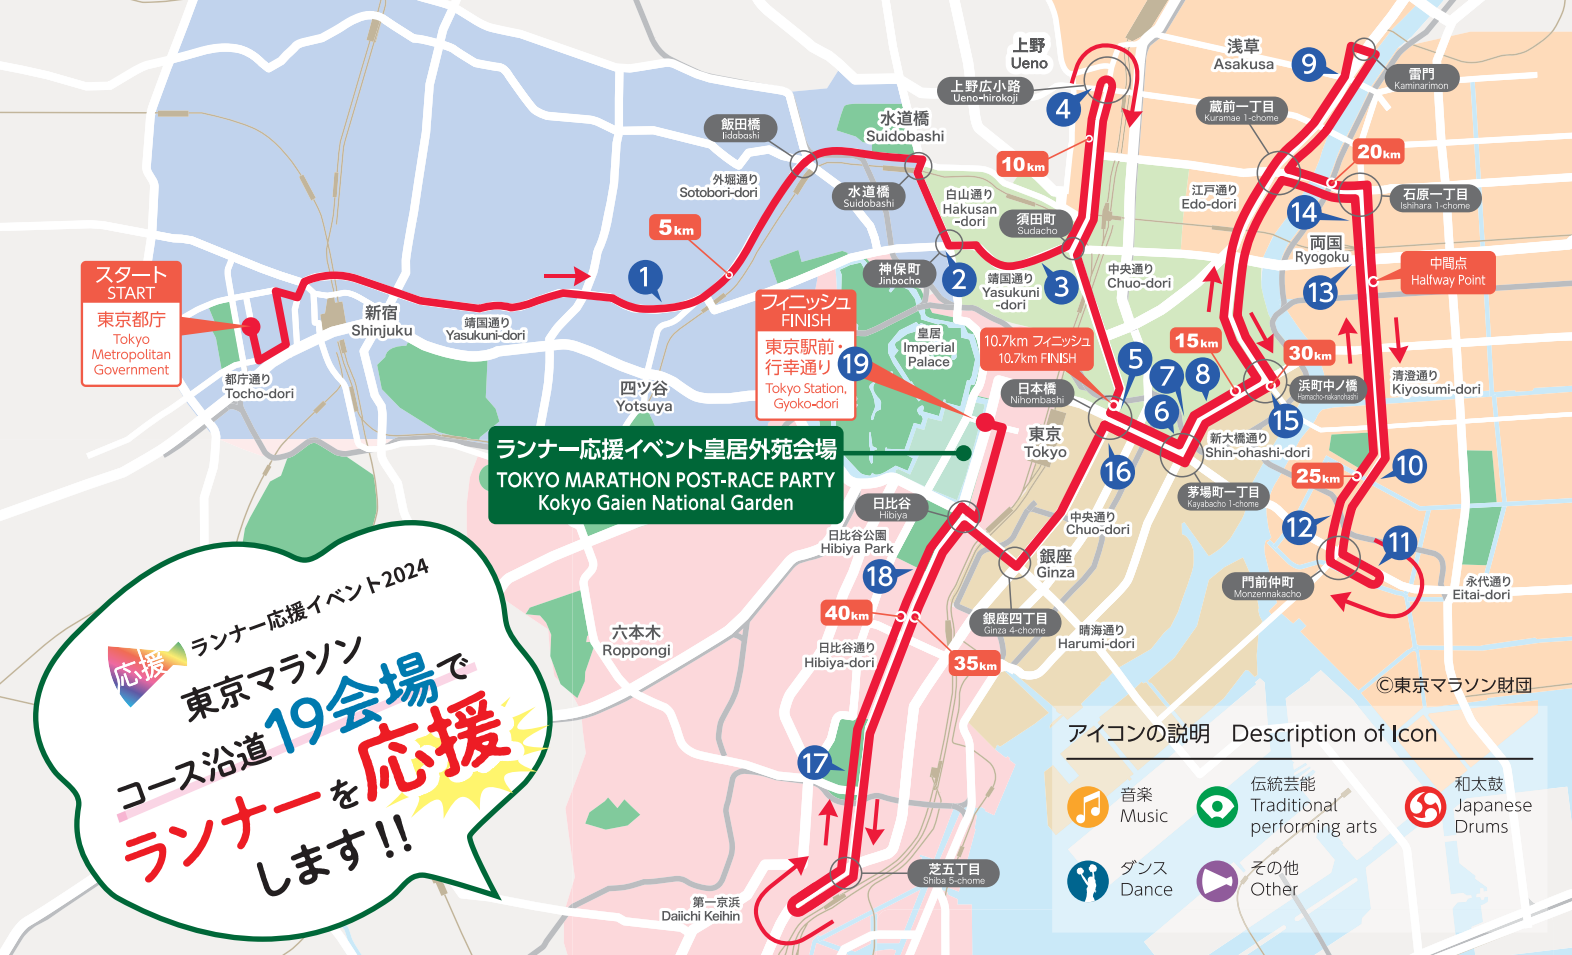 上野
Ueno
上野広小路
Ueno-hirokoji
4
10km
浅草
Asakusa
9
雷門
Kaminarimon
蔵前一丁目
Kuramae 1-chome
20km
石原一丁目
Ishihara 1-chome
江戸通り
Edo-dori
14
両国
Ryogoku
13
中間点
Halfway Point
飯田橋
Iidabashi
水道橋
Suidobashi
水道橋
Suidobashi
外堀通り
Sotobori-dori
白山通り
Hakusan
-dori
須田町
Sudacho
5km
1
神保町
Jinbocho
2
靖国通り
Yasukuni
-dori
3
中央通り
Chuo-dori
スタート
START
東京都庁
Tokyo
Metropolitan
Government
新宿
Shinjuku
靖国通り
Yasukuni-dori
都庁通り
Tocho-dori
四ツ谷
Yotsuya
フィニッシュ
FINISH
東京駅前・
行幸通り
Tokyo Station,
Gyoko-dori
19
皇居
Imperial
Palace
10.7km フィニッシュ
10.7km FINISH
日本橋
Nihombashi
5
7
8
6
15km
30km
浜町中ノ橋
Hamacho-nakanohashi
15
清澄通り
Kiyosumi-dori
新大橋通り
Shin-ohashi-dori
16
東京
Tokyo
茅場町一丁目
Kayabacho 1-chome
25km
10
12
11
門前仲町
Monzennakacho
永代通り
Eitai-dori
ランナー応援イベント皇居外苑会場
TOKYO MARATHON POST-RACE PARTY
Kokyo Gaien National Garden
日比谷
Hibiya
日比谷公園
Hibiya Park
18
中央通り
Chuo-dori
銀座
Ginza
銀座四丁目
Ginza 4-chome
晴海通り
Harumi-dori
40km
35km
日比谷通り
Hibiya-dori
六本木
Roppongi
17
芝五丁目
Shiba 5-chome
第一京浜
Daiichi Keihin
応援
ランナー応援イベント2024
東京マラソン
コース沿道19会場で
ランナーを応援
します!!
©東京マラソン財団
アイコンの説明 Description of Icon
音楽
Music
伝統芸能
Traditional
performing arts
和太鼓
Japanese
Drums
ダンス
Dance
その他
Other